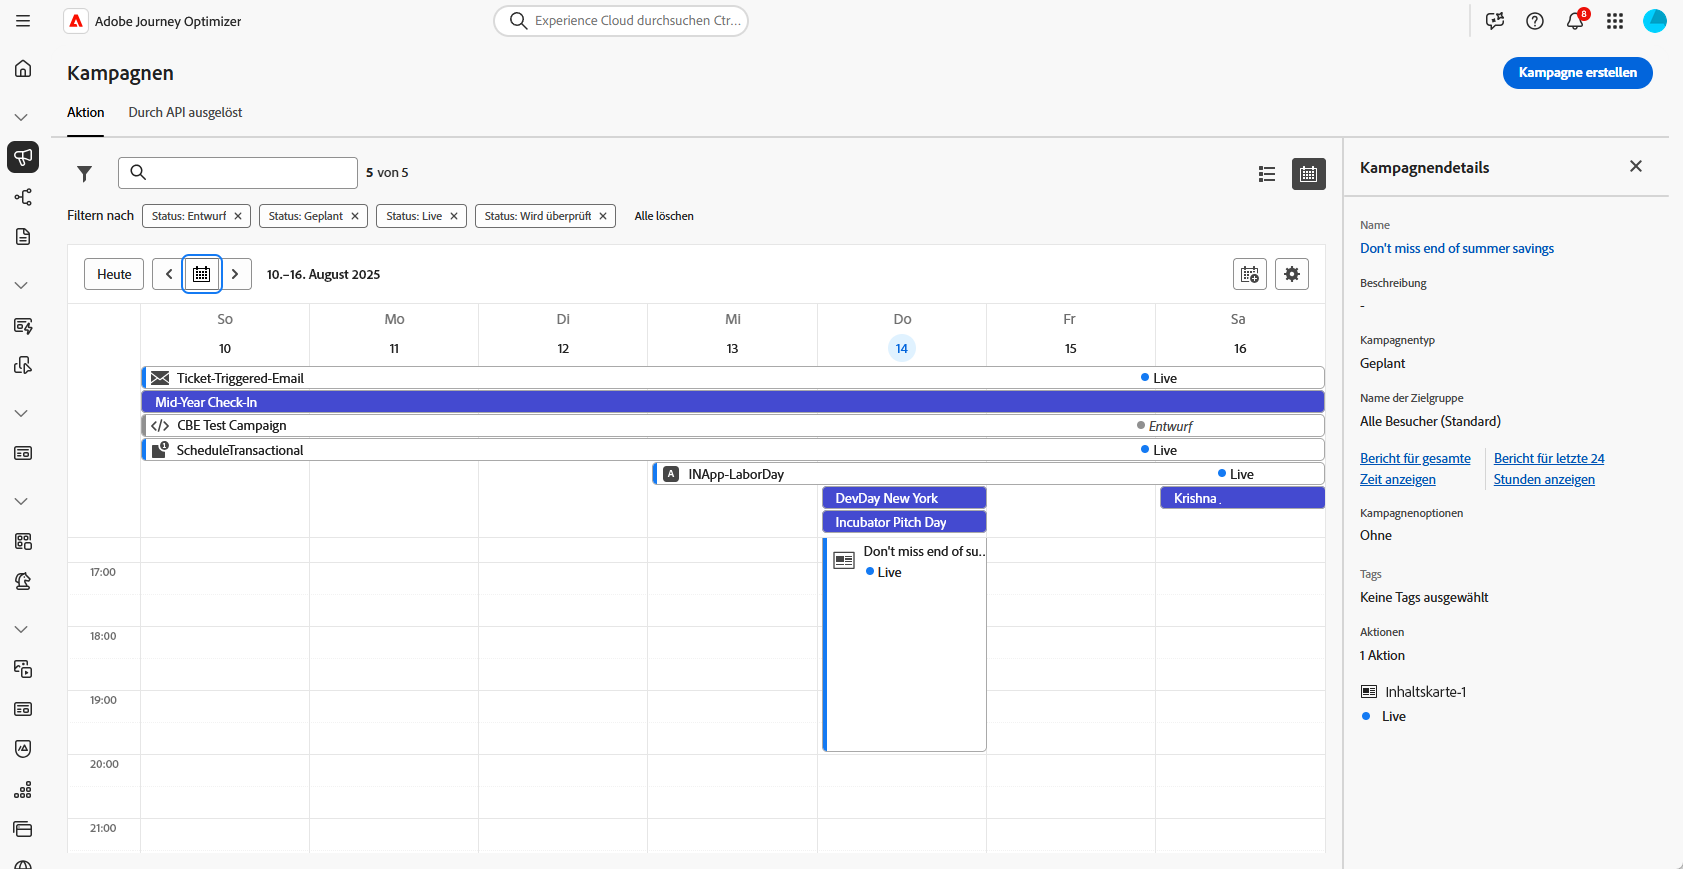 Adobe Journey Optimizer
Experience Cloud durchsuchen Ctr...
8
Kampagnen
Kampagne erstellen
Aktion
Durch API ausgelöst
5 von 5
Filtern nach
Status: Entwurf
Status: Geplant
Status: Live
Status: Wird überprüft
Alle löschen
Heute
10.–16. August 2025
So
Mo
Di
Mi
Do
Fr
Sa
10
11
12
13
14
15
16
Ticket-Triggered-Email
Live
Mid-Year Check-In
CBE Test Campaign
Entwurf
1
ScheduleTransactional
Live
A
INApp-LaborDay
Live
DevDay New York
Krishna .
Incubator Pitch Day
Don't miss end of su..
Live
17:00
18:00
19:00
20:00
21:00
Kampagnendetails
Name
Don't miss end of summer savings
Beschreibung
-
Kampagnentyp
Geplant
Name der Zielgruppe
Alle Besucher (Standard)
Bericht für gesamte
Zeit anzeigen
Bericht für letzte 24
Stunden anzeigen
Kampagnenoptionen
Ohne
Tags
Keine Tags ausgewählt
Aktionen
1 Aktion
Inhaltskarte-1
Live